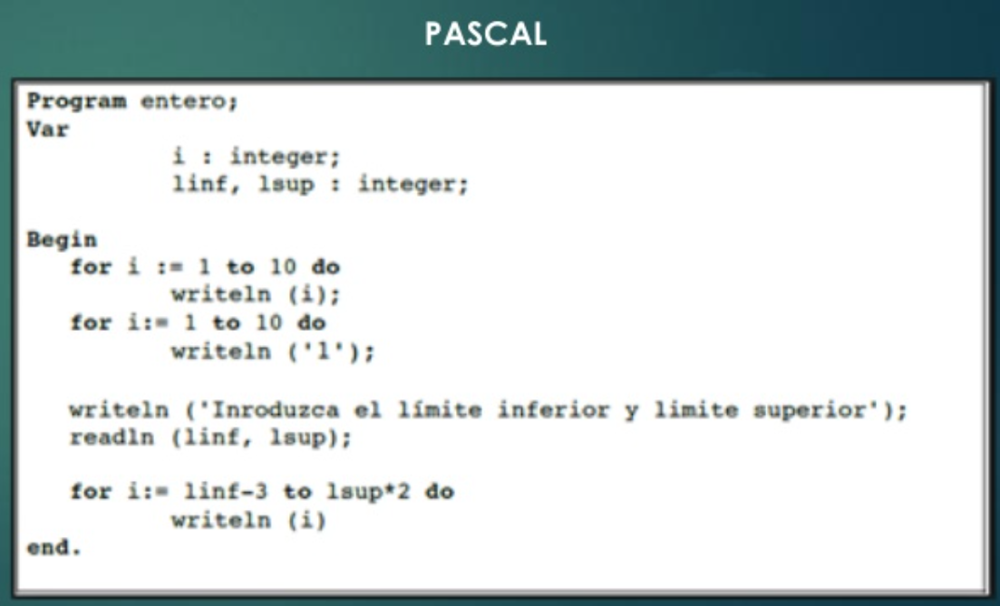 PASCAL
Program entero;
Var
i : integer;
linf, lsup : integer;
Begin
for i := 1 to 10 do
writeln (i);
for i:= 1 to 10 do
writeln ('1');
writeln ('Inroduzca el límite inferior y limite superior');
readln (linf, lsup);
for i:= linf-3 to lsup*2 do
writeln (i)
end.